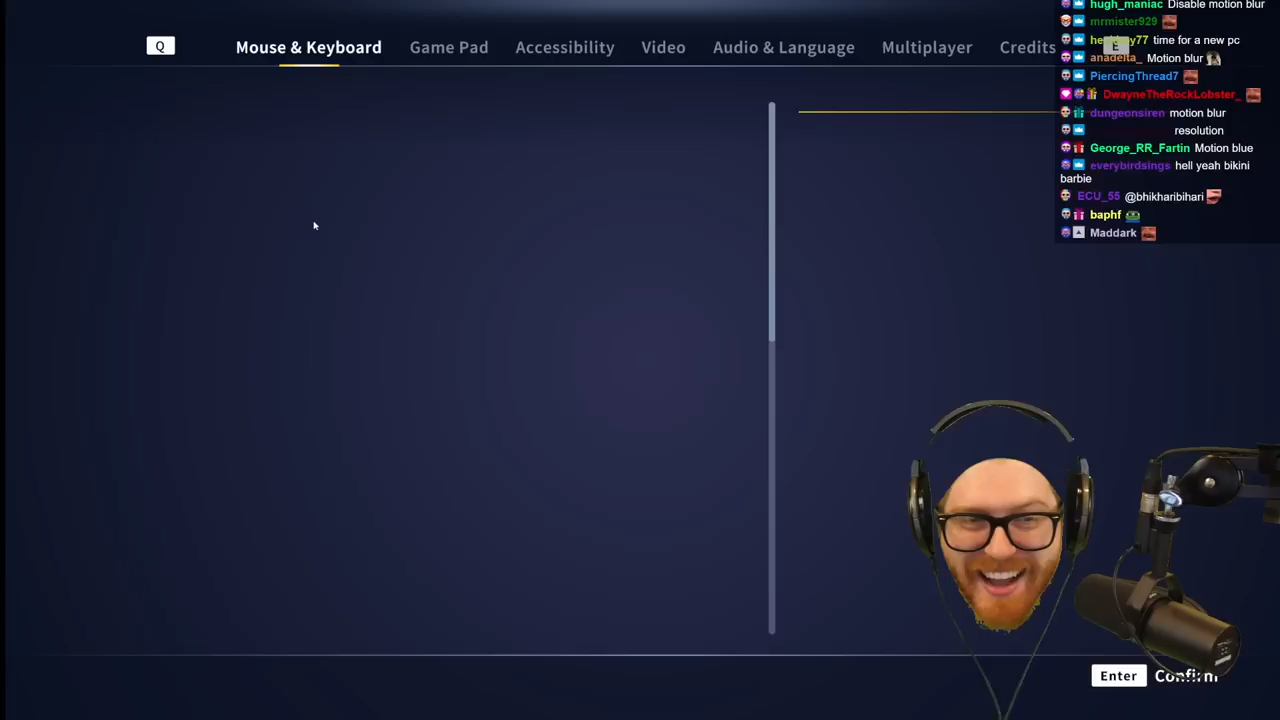 Q Mouse & Keyboard Game Pad Accessibility Video Audio & Language Multiplayer Credits E
hugh_maniac Disable motion blur
mrmister929
time for a new pc
anadelta_ Motion blur
PiercingThread7
DwayneTheRockLobster_
dungeonsiren motion blur
resolution
George_RR_Fartin Motion blue
everybirdsings hell yeah bikini
barbie
ECU_55 @bhikharibihari
baphf
Maddark
Enter Confirm